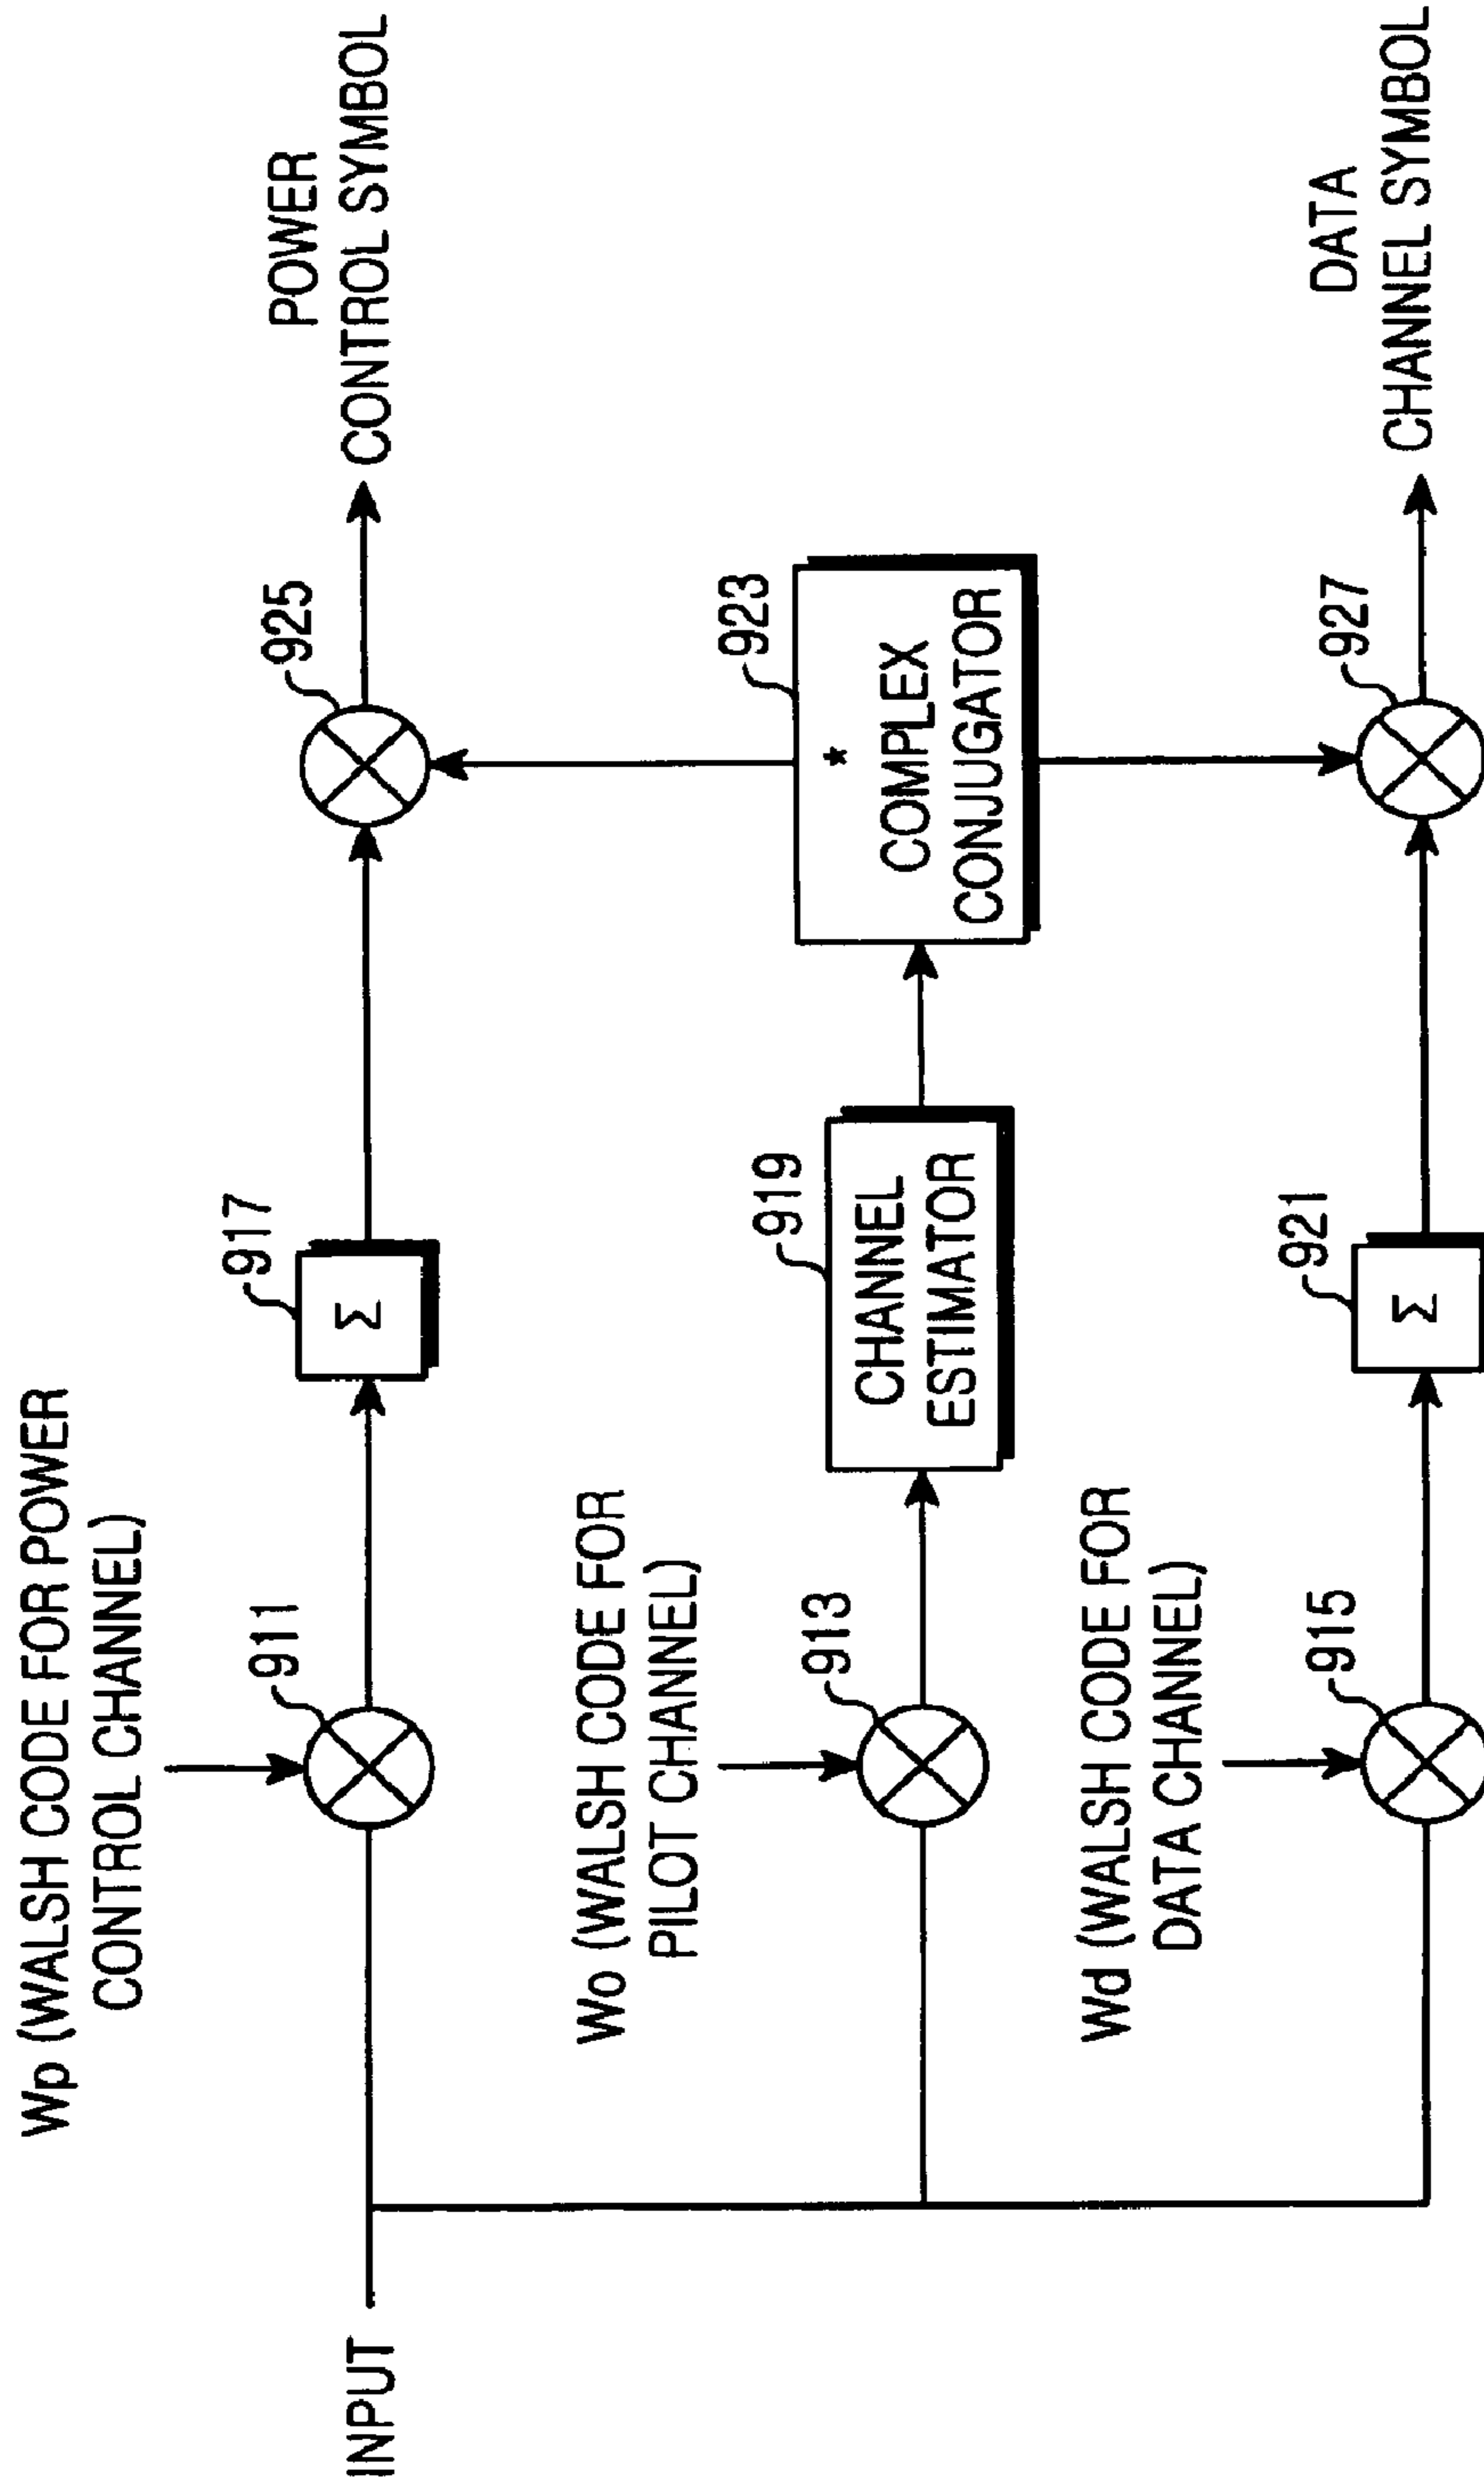 Wp (WALSH CODE FOR POWER
CONTROL CHANNEL)
INPUT
911
917
Σ
925
POWER
CONTROL SYMBOL
Wo (WALSH CODE FOR
PILOT CHANNEL)
913
919
CHANNEL
ESTIMATOR
923
*
COMPLEX
CONJUGATOR
Wd (WALSH CODE FOR
DATA CHANNEL)
915
921
Σ
927
DATA
CHANNEL SYMBOL